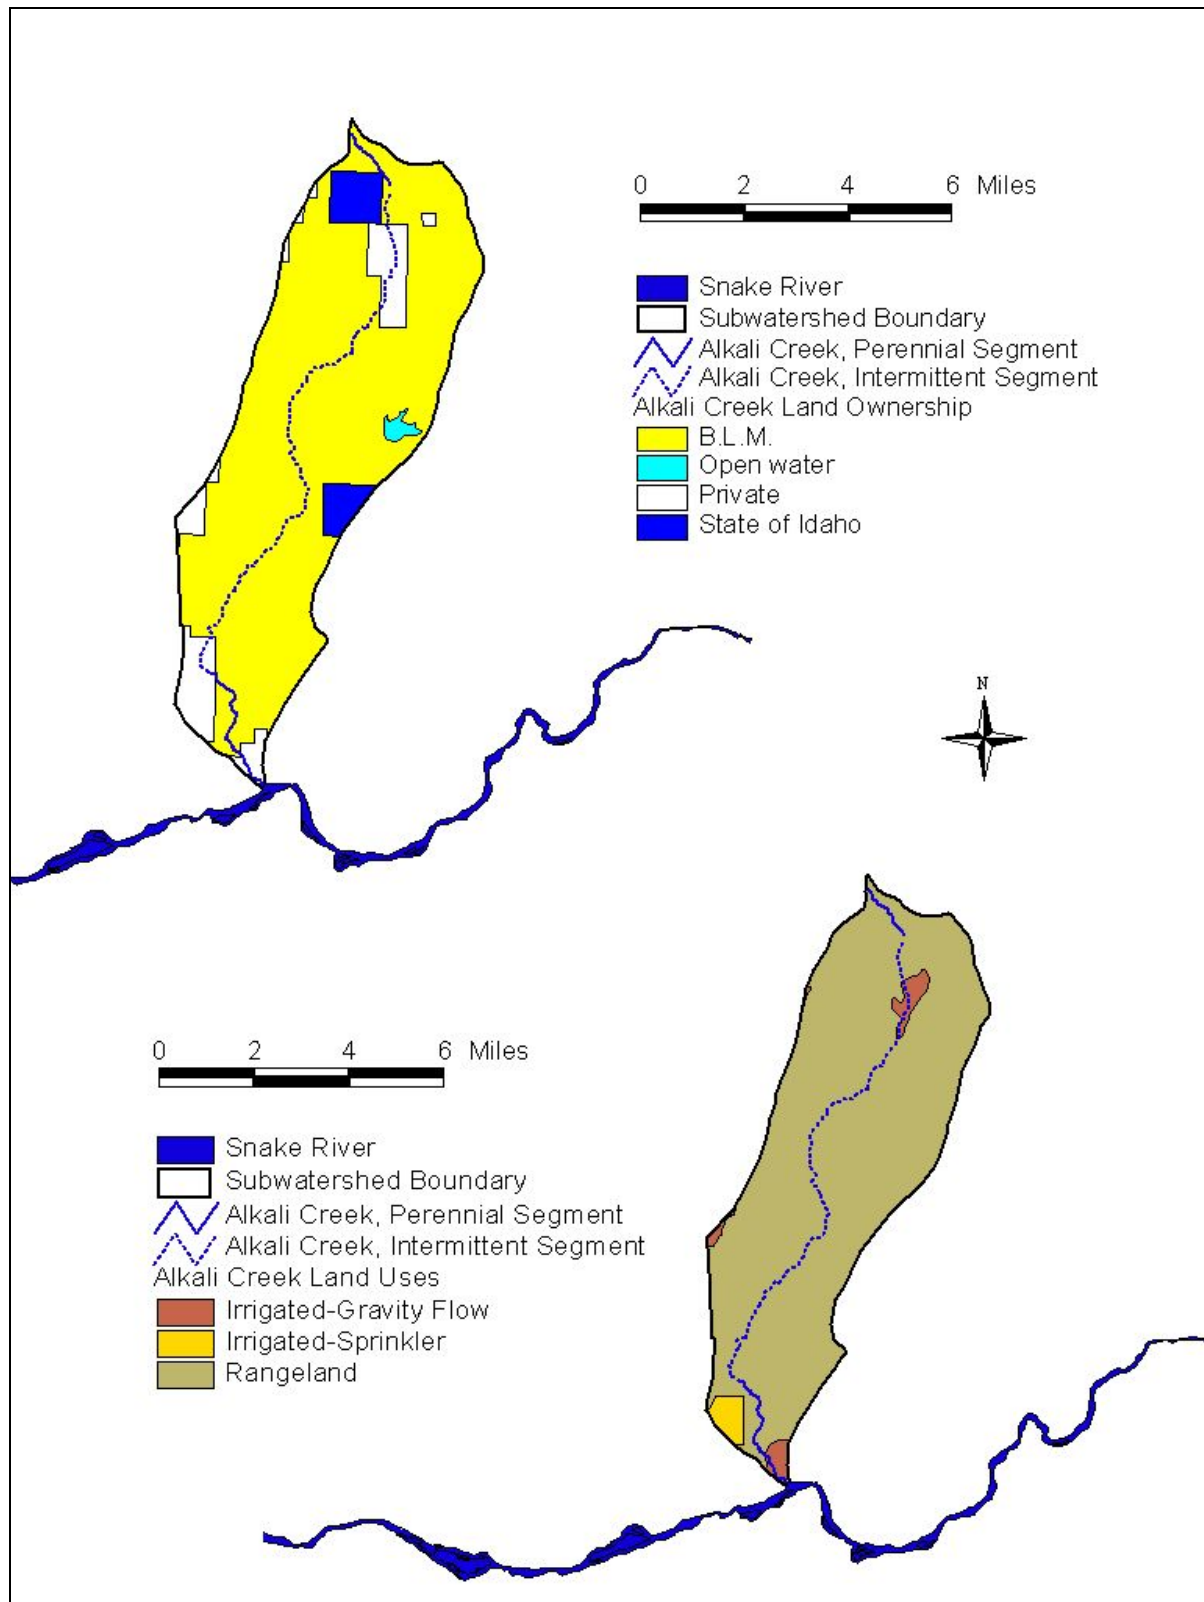 0 2 4 6 Miles
Snake River
Subwatershed Boundary
Alkali Creek, Perennial Segment
Alkali Creek, Intermittent Segment
Alkali Creek Land Ownership
B.L.M.
Open water
Private
State of Idaho
N
0 2 4 6 Miles
Snake River
Subwatershed Boundary
Alkali Creek, Perennial Segment
Alkali Creek, Intermittent Segment
Alkali Creek Land Uses
Irrigated-Gravity Flow
Irrigated-Sprinkler
Rangeland